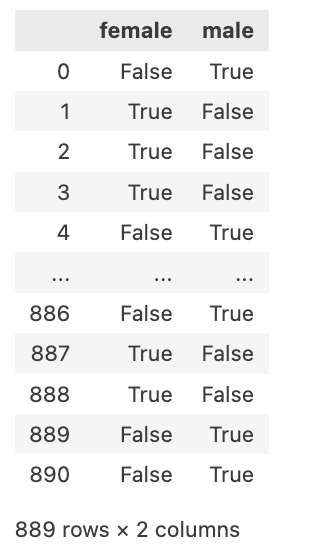 female male
0 False True
1 True False
2 True False
3 True False
4 False True
... ... ...
886 False True
887 True False
888 True False
889 False True
890 False True
889 rows × 2 columns